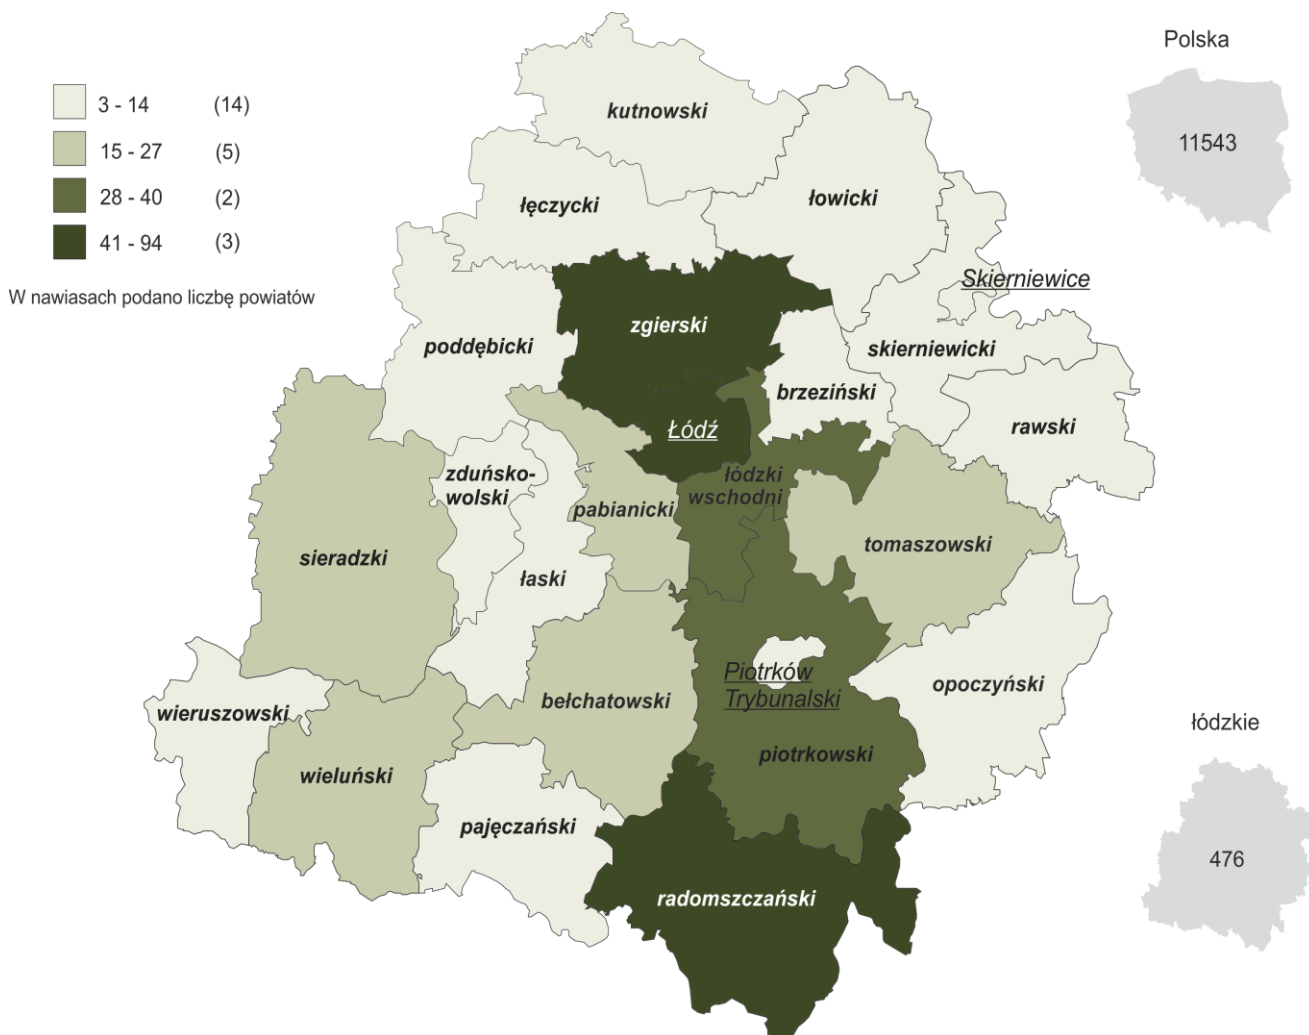 3 - 14 (14)
15 - 27 (5)
28 - 40 (2)
41 - 94 (3)
W nawiasach podano liczbę powiatów
Polska
11543
kutnowski
łęczycki
łowicki
Skierniewice
zgierski
poddębicki
skierniewicki
brzeziński
rawski
Łódź
zduńsko-
wolski
łódzki
wschodni
pabianicki
tomaszowski
sieradzki
łaski
Piotrków
Trybunalski
opoczyński
bełchatowski
wieruszowski
wieluński
piotrkowski
pajęczański
radomszczański
łódzkie
476